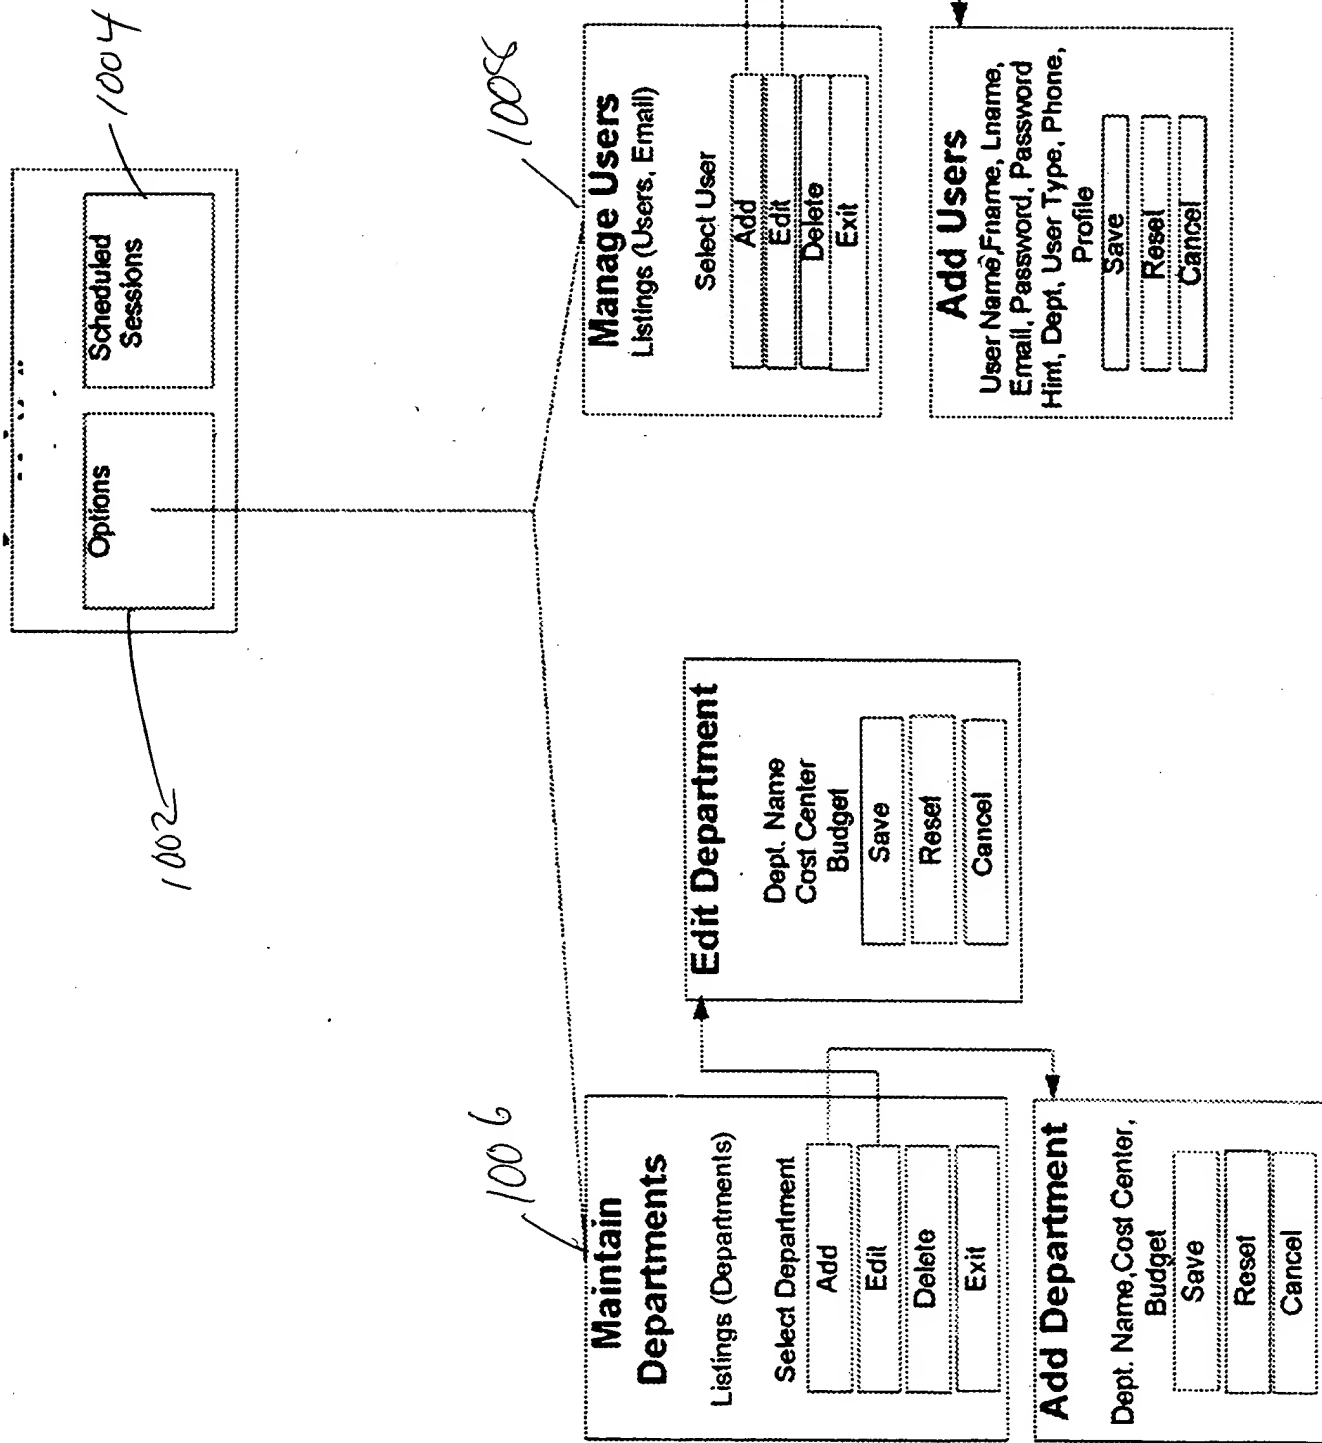 1004
Options
Scheduled
Sessions
1002
1006
1008
Maintain
Departments
Listings (Departments)
Select Department
Add
Edit
Delete
Exit
Edit Department
Dept. Name
Cost Center
Budget
Save
Reset
Cancel
Add Department
Dept. Name,Cost Center,
Budget
Save
Reset
Cancel
Manage Users
Listings (Users, Email)
Select User
Add
Edit
Delete
Exit
Add Users
User Name,Fname, Lname,
Email, Password, Password
Hint, Dept, User Type, Phone,
Profile
Save
Reset
Cancel